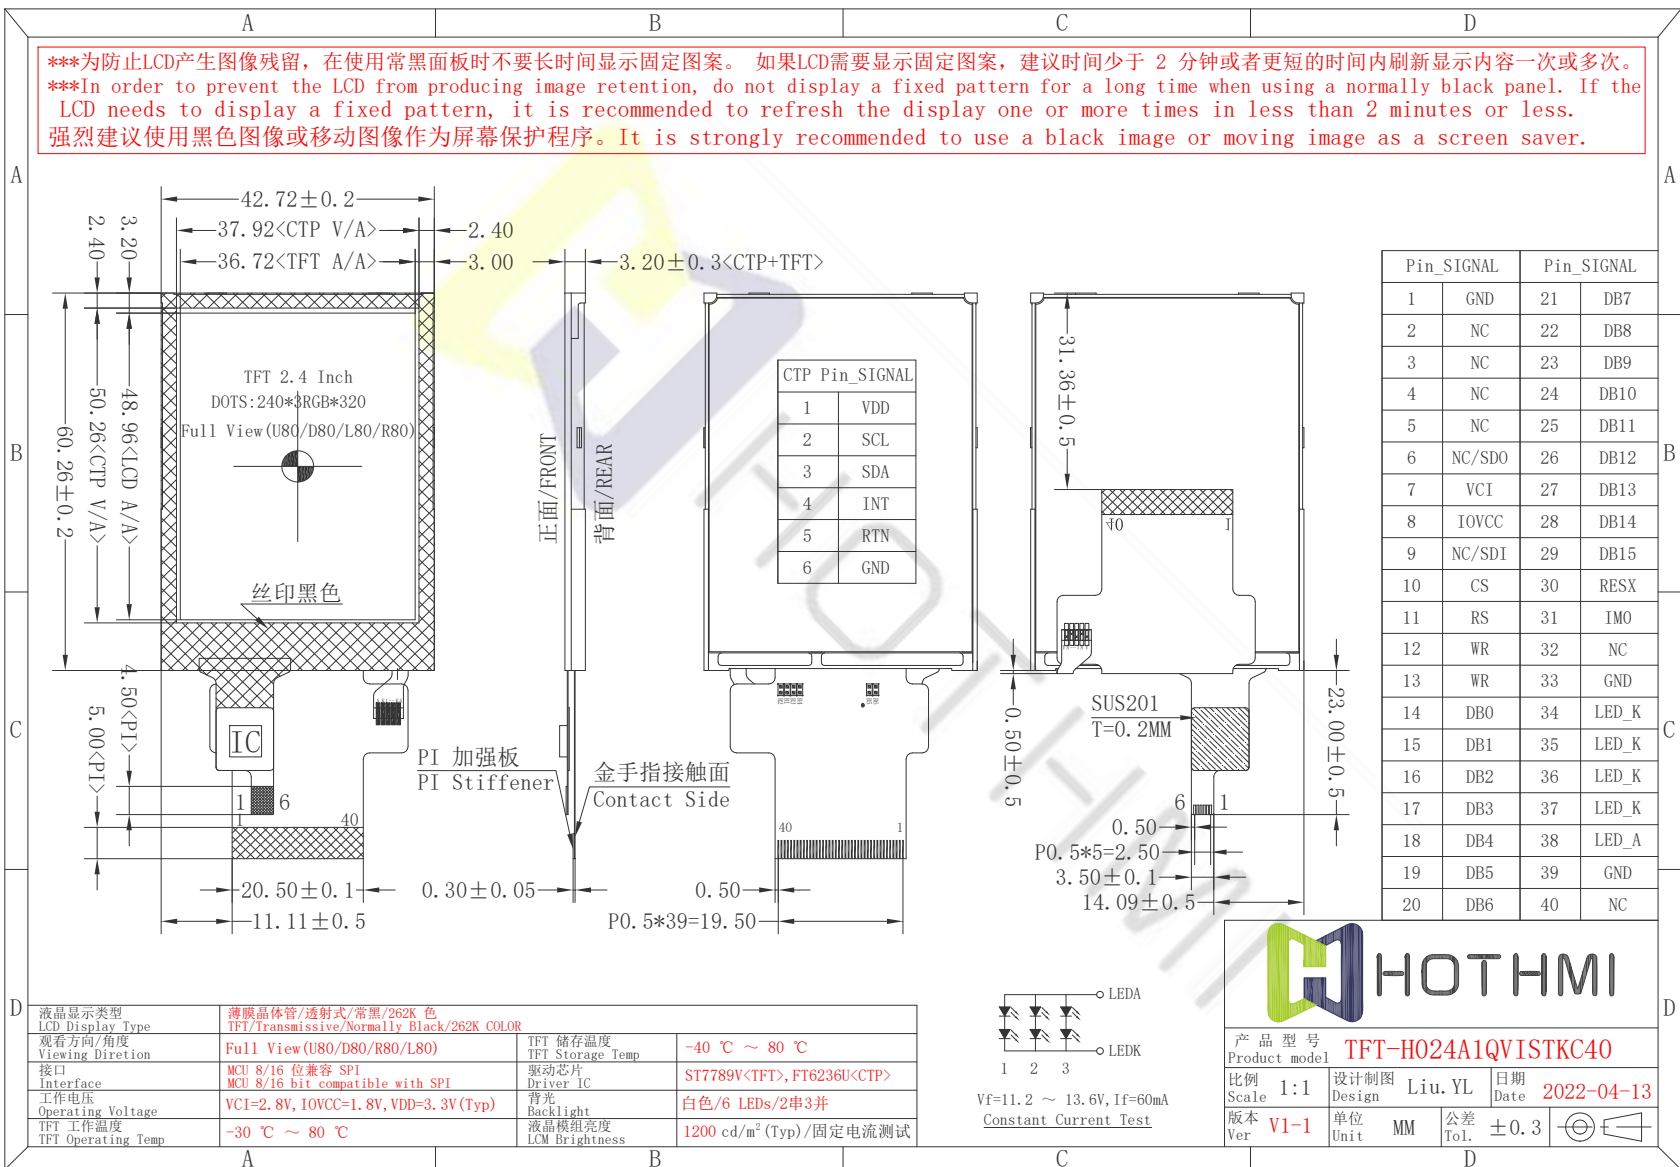 A B C D
***为防止LCD产生图像残留，在使用常黑面板时不要长时间显示固定图案。 如果LCD需要显示固定图案，建议时间少于 2 分钟或者更短的时间内刷新显示内容一次或多次。
***In order to prevent the LCD from producing image retention, do not display a fixed pattern for a long time when using a normally black panel. If the
LCD needs to display a fixed pattern, it is recommended to refresh the display one or more times in less than 2 minutes or less.
强烈建议使用黑色图像或移动图像作为屏幕保护程序。It is strongly recommended to use a black image or moving image as a screen saver.
A
B
C
D
A
B
C
D
42.72±0.2
37.92<CTP V/A>
2.40
36.72<TFT A/A>
3.00
2.40
3.20
60.26±0.2
50.26<CTP V/A>
48.96<LCD A/A>
TFT 2.4 Inch
DOTS:240*3RGB*320
Full View(U80/D80/L80/R80)
丝印黑色
4.50<PI>
5.00<PI>
IC
1 6
1 40
20.50±0.1
11.11±0.5
3.20±0.3<CTP+TFT>
正面/FRONT
背面/REAR
PI 加强板
PI Stiffener
金手指接触面
Contact Side
0.30±0.05
CTP Pin_SIGNAL
1 VDD
2 SCL
3 SDA
4 INT
5 RTN
6 GND
40 1
0.50
P0.5*39=19.50
31.36±0.5
40 1
0.50±0.5
SUS201
T=0.2MM
23.00±0.5
6 1
0.50
P0.5*5=2.50
3.50±0.1
14.09±0.5
Pin_SIGNAL Pin_SIGNAL
1 GND 21 DB7
2 NC 22 DB8
3 NC 23 DB9
4 NC 24 DB10
5 NC 25 DB11
6 NC/SDO 26 DB12
7 VCI 27 DB13
8 IOVCC 28 DB14
9 NC/SDI 29 DB15
10 CS 30 RESX
11 RS 31 IM0
12 WR 32 NC
13 WR 33 GND
14 DB0 34 LED_K
15 DB1 35 LED_K
16 DB2 36 LED_K
17 DB3 37 LED_K
18 DB4 38 LED_A
19 DB5 39 GND
20 DB6 40 NC
HOTHMI
HOTHMI
LEDA
LEDK
1 2 3
Vf=11.2 ～ 13.6V,If=60mA
Constant Current Test
液晶显示类型
LCD Display Type
薄膜晶体管/透射式/常黑/262K 色
TFT/Transmissive/Normally Black/262K COLOR
观看方向/角度
Viewing Diretion
Full View(U80/D80/R80/L80)
TFT 储存温度
TFT Storage Temp
-40 ℃ ～ 80 ℃
接口
Interface
MCU 8/16 位兼容 SPI
MCU 8/16 bit compatible with SPI
驱动芯片
Driver IC
ST7789V<TFT>,FT6236U<CTP>
工作电压
Operating Voltage
VCI=2.8V,IOVCC=1.8V,VDD=3.3V(Typ)
背光
Backlight
白色/6 LEDs/2串3并
TFT 工作温度
TFT Operating Temp
-30 ℃ ～ 80 ℃
液晶模组亮度
LCM Brightness
1200 cd/m²(Typ)/固定电流测试
产品型号
Product model
TFT-H024A1QVISTKC40
比例
Scale
1:1
设计制图
Design
Liu.YL
日期
Date
2022-04-13
版本
Ver
V1-1
单位
Unit
MM
公差
Tol.
±0.3
A B C D